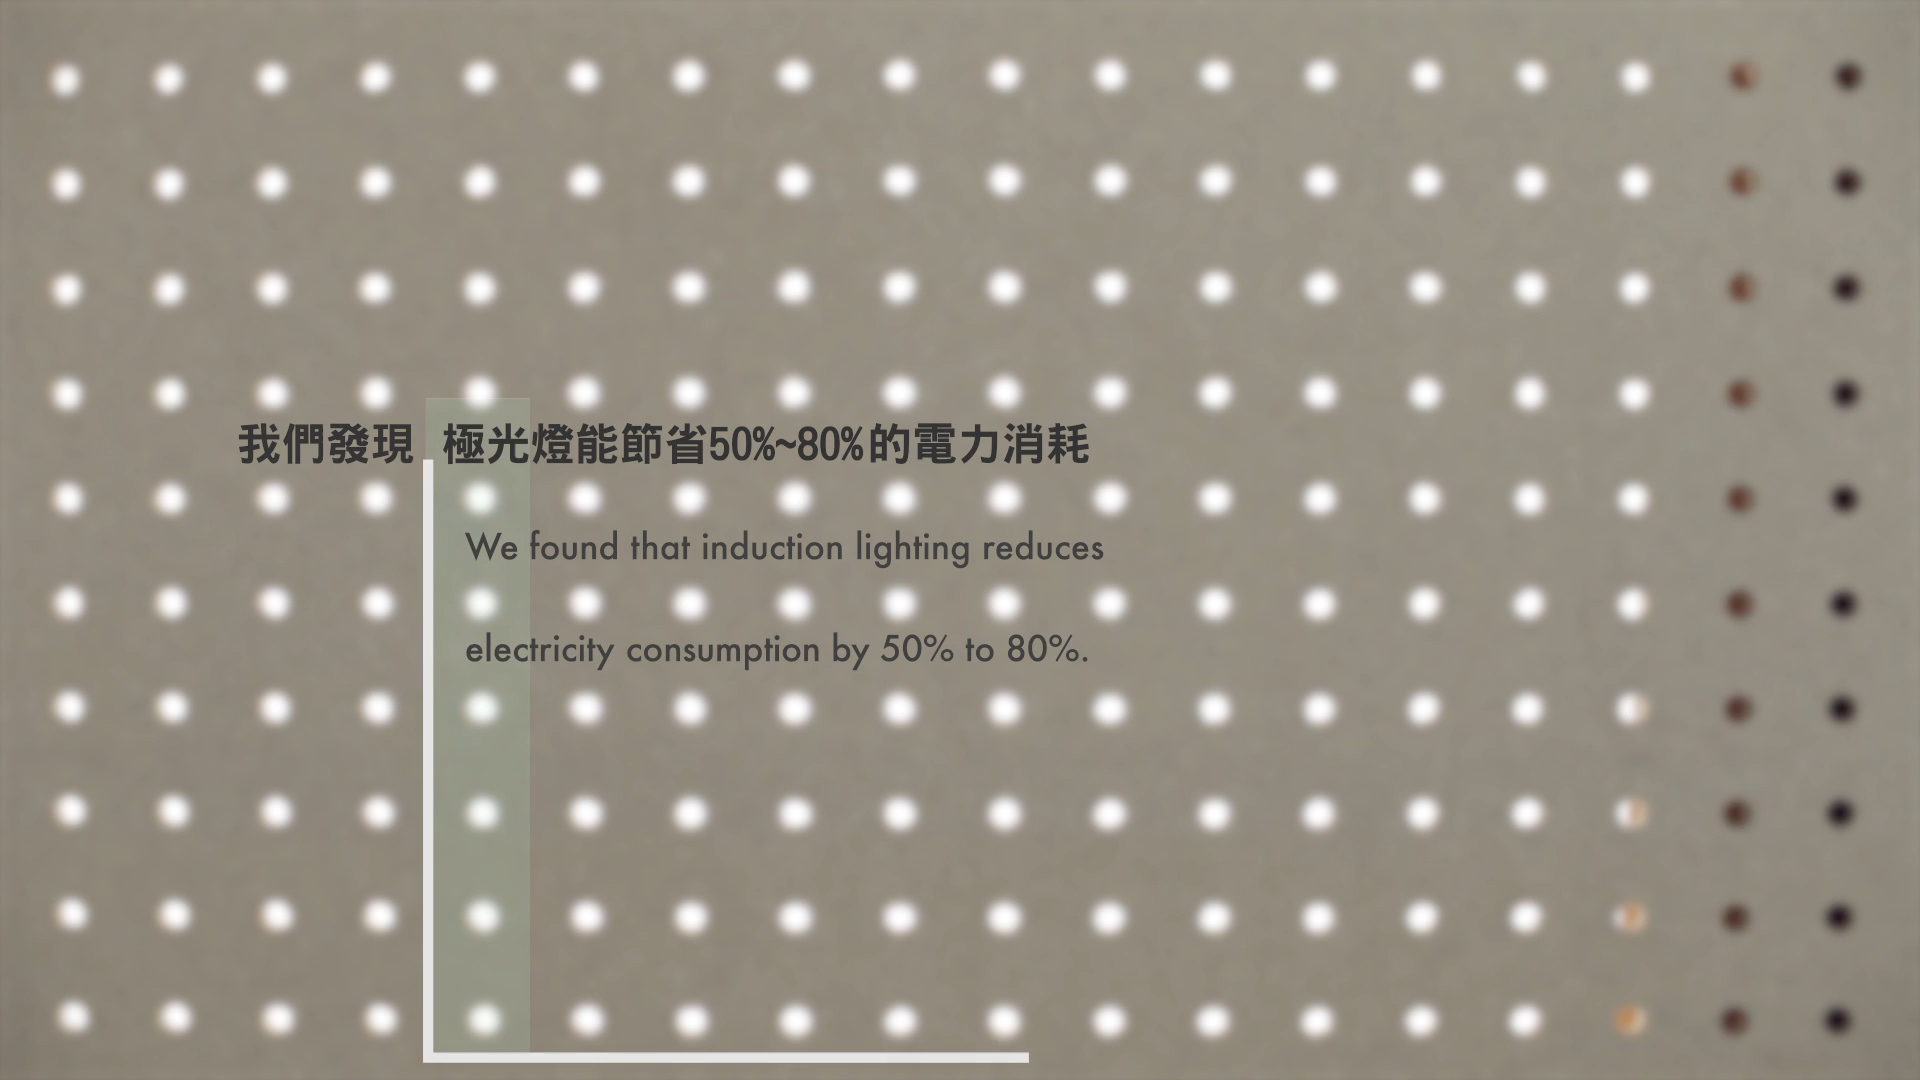 我們發現 極光燈能節省50%~80%的電力消耗
We found that induction lighting reduces
electricity consumption by 50% to 80%.